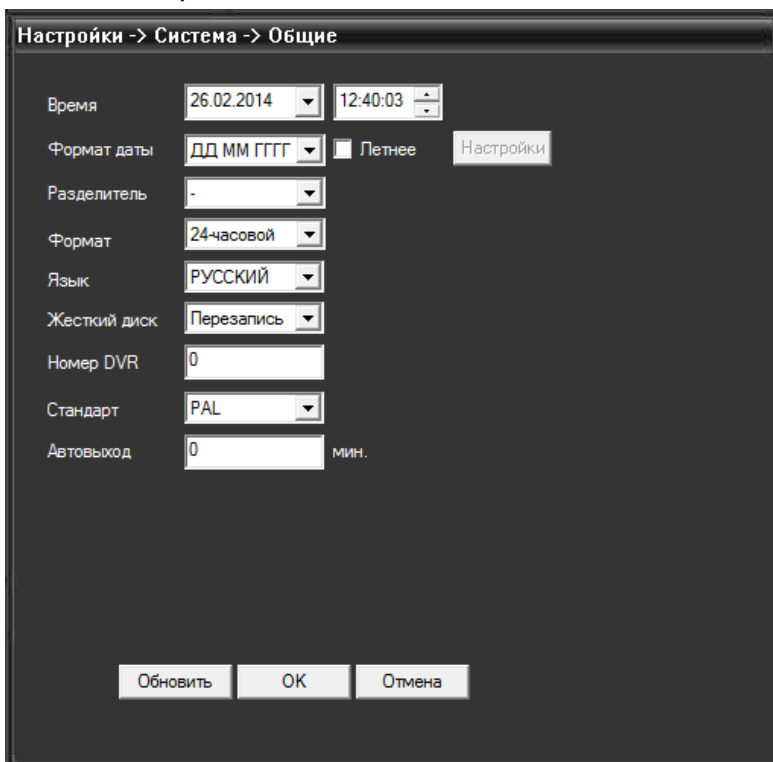 Настройки -> Система -> Общие
Время 26.02.2014 12:40:03
Формат даты ДД ММ ГГГГ Летнее Настройки
Разделитель -
Формат 24-часовой
Язык РУССКИЙ
Жесткий диск Перезапись
Номер DVR 0
Стандарт PAL
Автовыход 0 мин.
Обновить OK Отмена